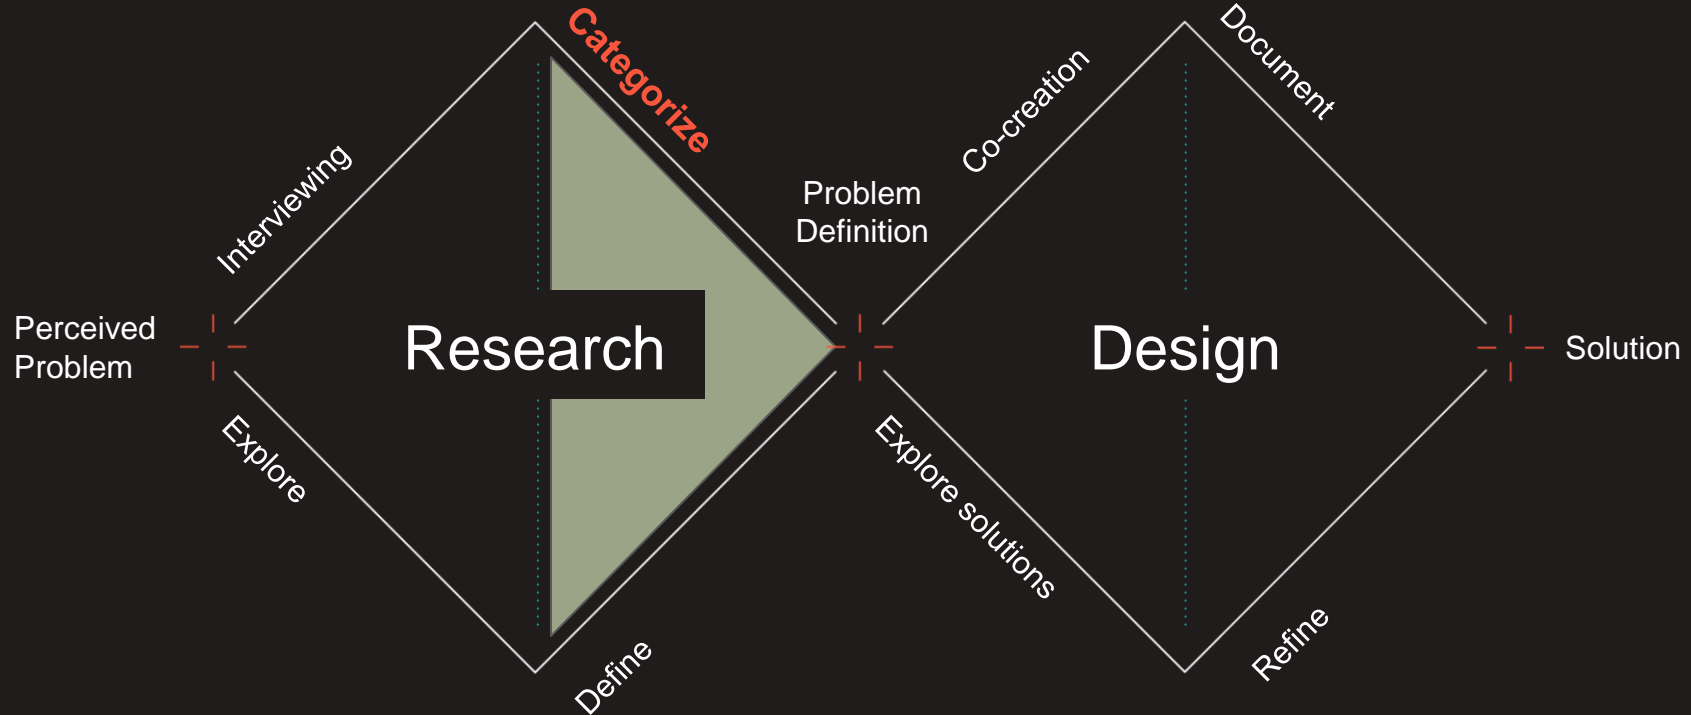 Perceived
Problem
Interviewing
Explore
Research
Categorize
Define
Problem
Definition
Co-creation
Explore solutions
Design
Document
Refine
Solution